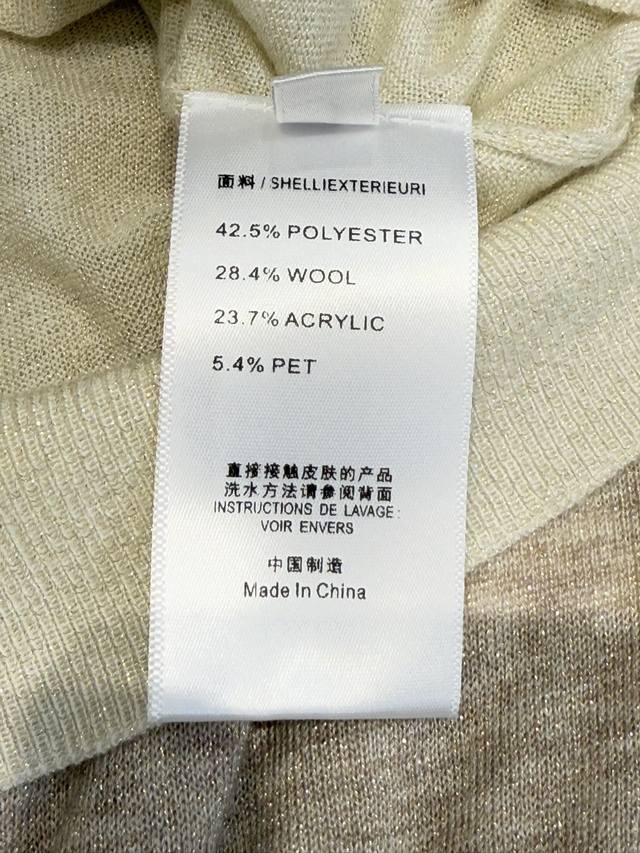 面料 / SHELLIEXTERIEURI
42.5% POLYESTER
28.4% WOOL
23.7% ACRYLIC
5.4% PET
直接接触皮肤的产品
洗水方法请参阅背面
INSTRUCTIONS DE LAVAGE:
VOIR ENVERS
中国制造
Made In China